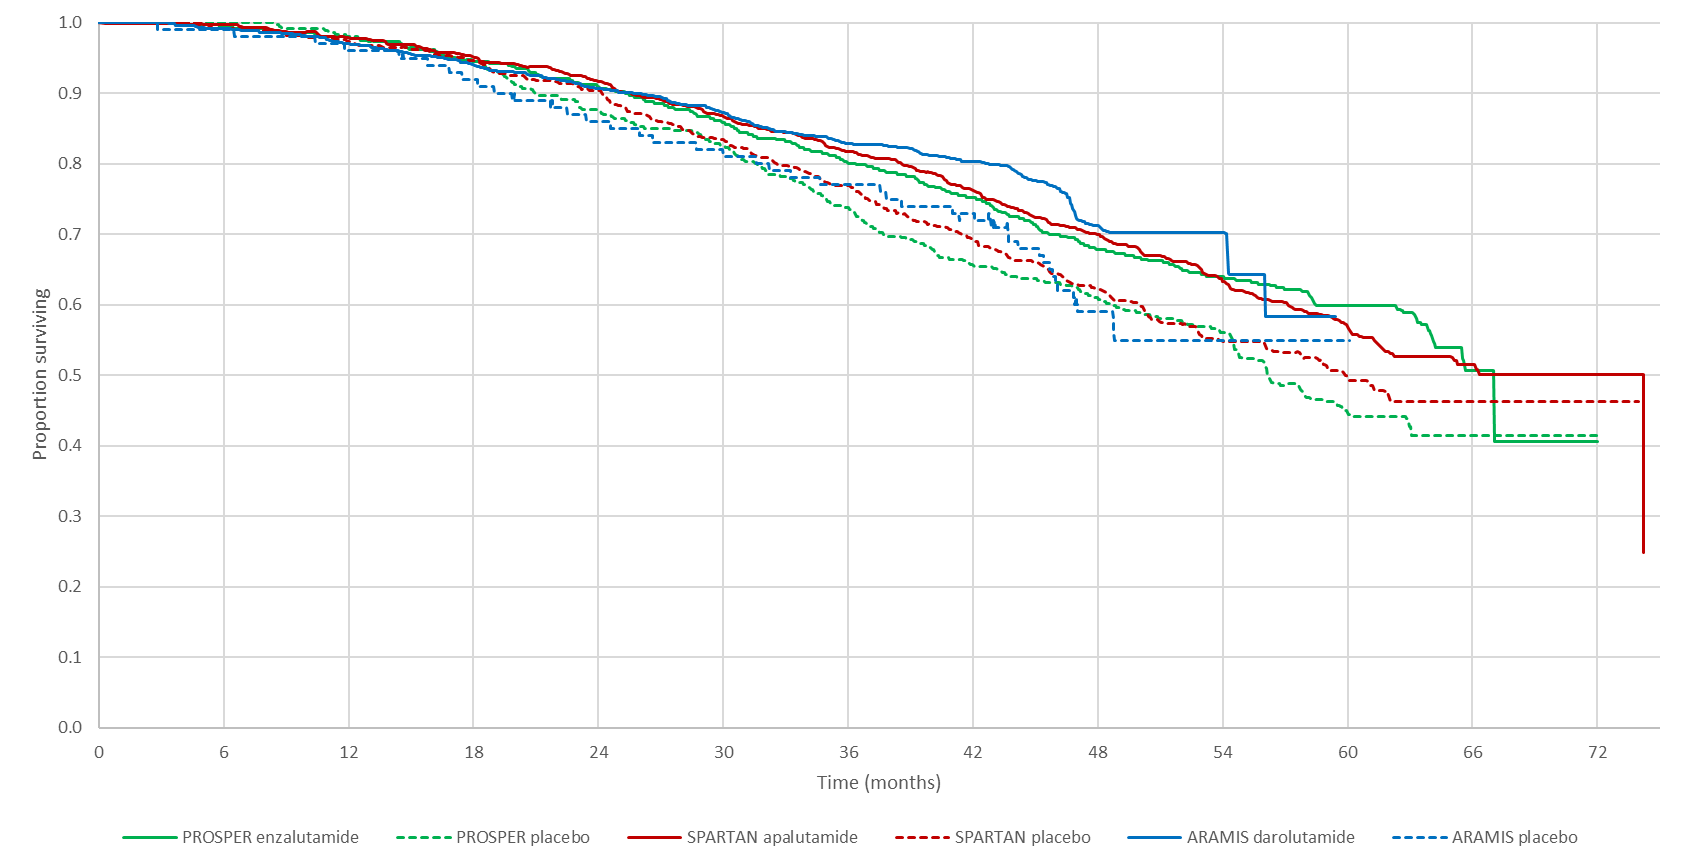 1.0
0.9
0.8
0.7
0.6
0.5
0.4
0.3
0.2
0.1
0.0
Proportion surviving
0 6 12 18 24 30 36 42 48 54 60 66 72
Time (months)
PROSPER enzalutamide PROSPER placebo SPARTAN apalutamide SPARTAN placebo ARAMIS darolutamide ARAMIS placebo